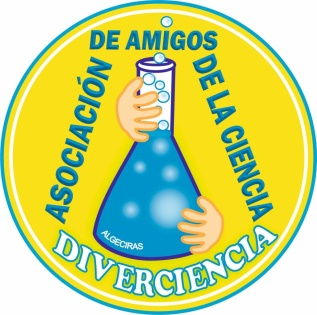 ASOCIACIÓN
DE AMIGOS
DE LA CIENCIA
ALGECIRAS
DIVERCIENCIA